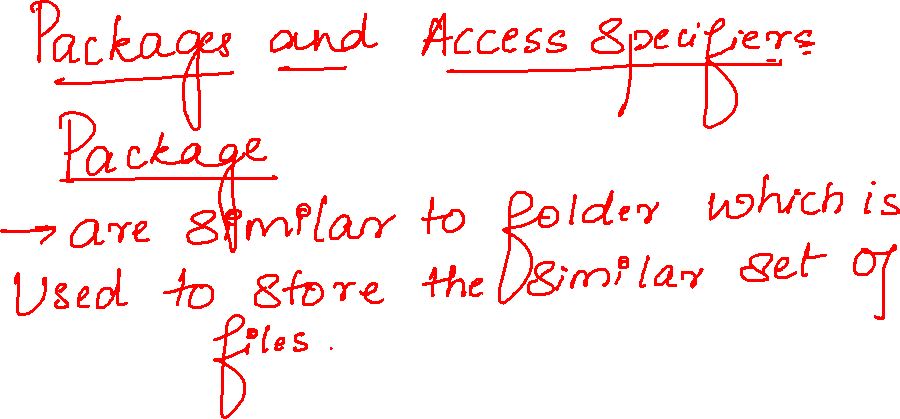 Packages and Access Specifiers
Package
→ are similar to folder which is
Used to store the similar set of
files.